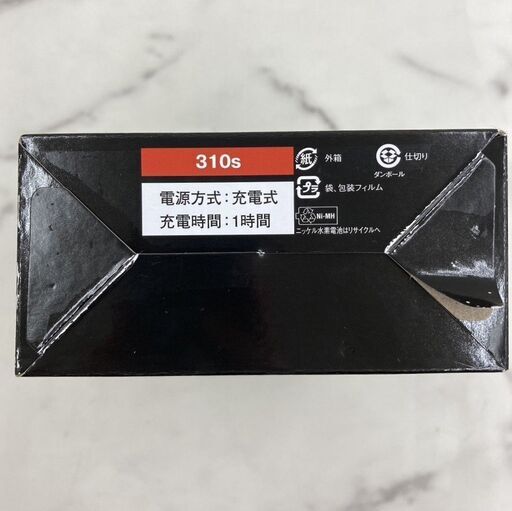 310s
電源方式：充電式
充電時間：1時間
紙 外箱
ダンボール 仕切り
プラ 袋、包装フィルム
Ni-MH
ニッケル水素電池はリサイクルへ